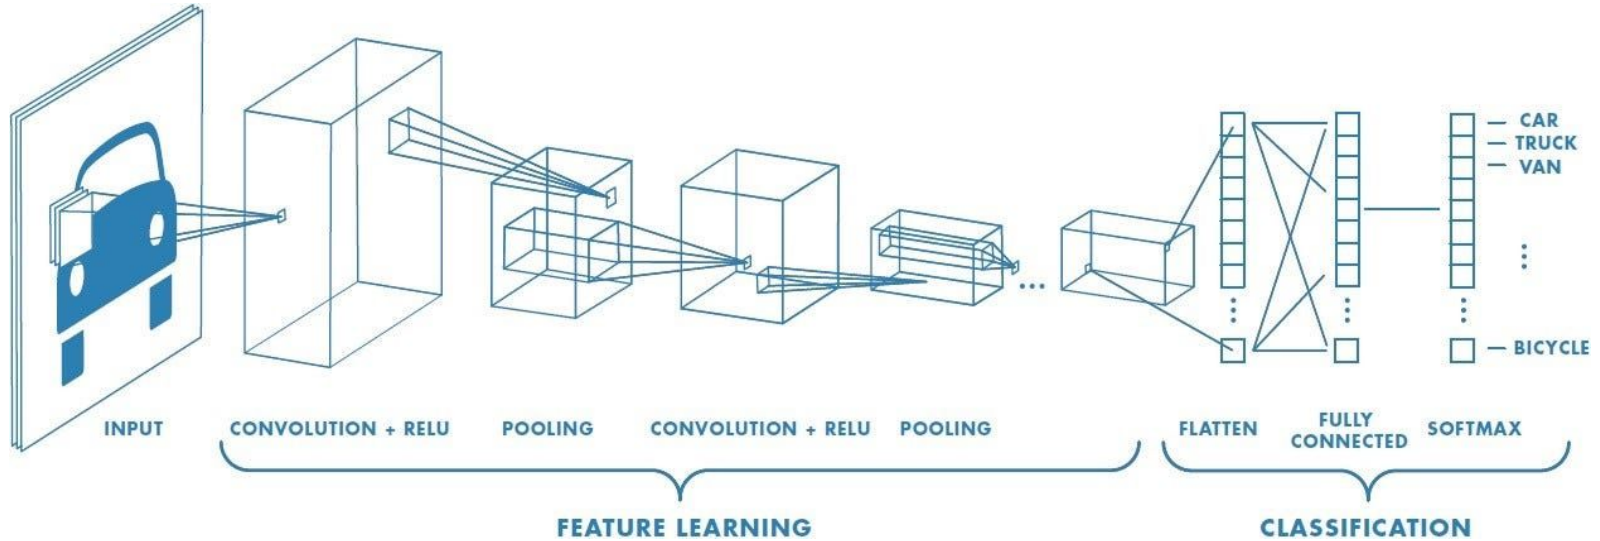 CAR
TRUCK
VAN
BICYCLE
INPUT
CONVOLUTION + RELU
POOLING
CONVOLUTION + RELU
POOLING
FLATTEN
FULLY
CONNECTED
SOFTMAX
FEATURE LEARNING
CLASSIFICATION